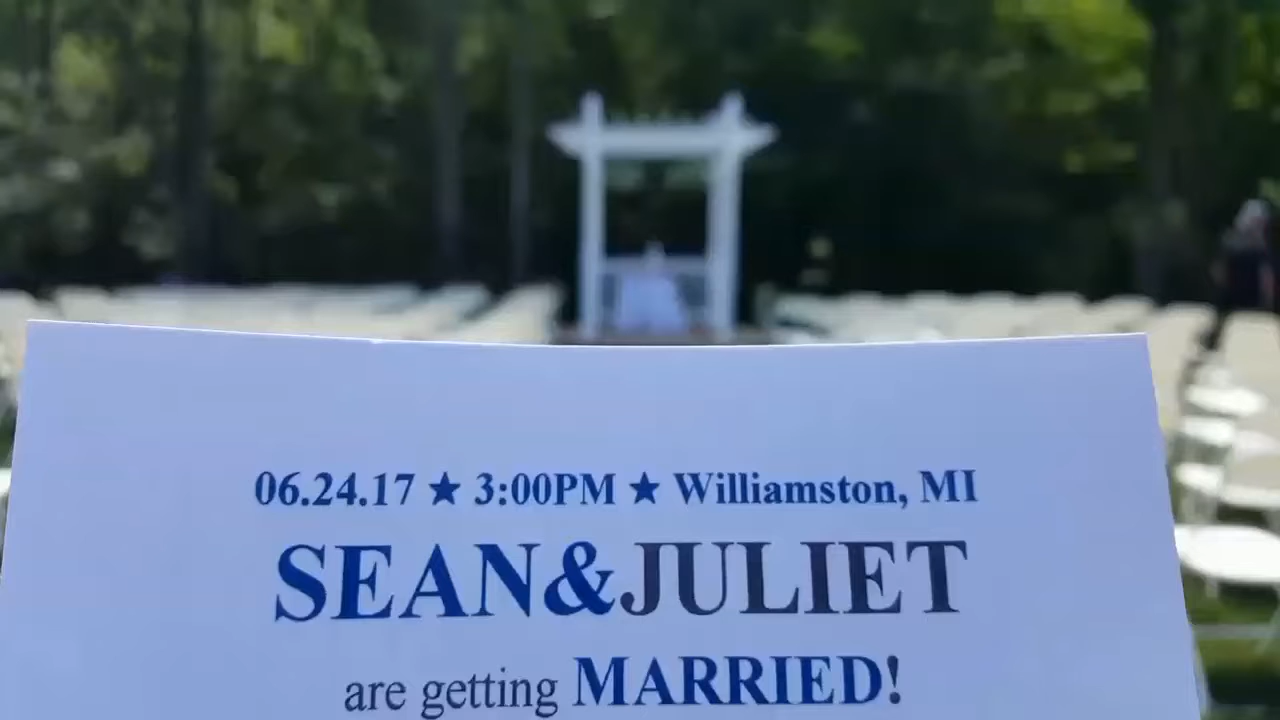 06.24.17 ★ 3:00PM ★ Williamston, MI
SEAN&JULIET
are getting MARRIED!